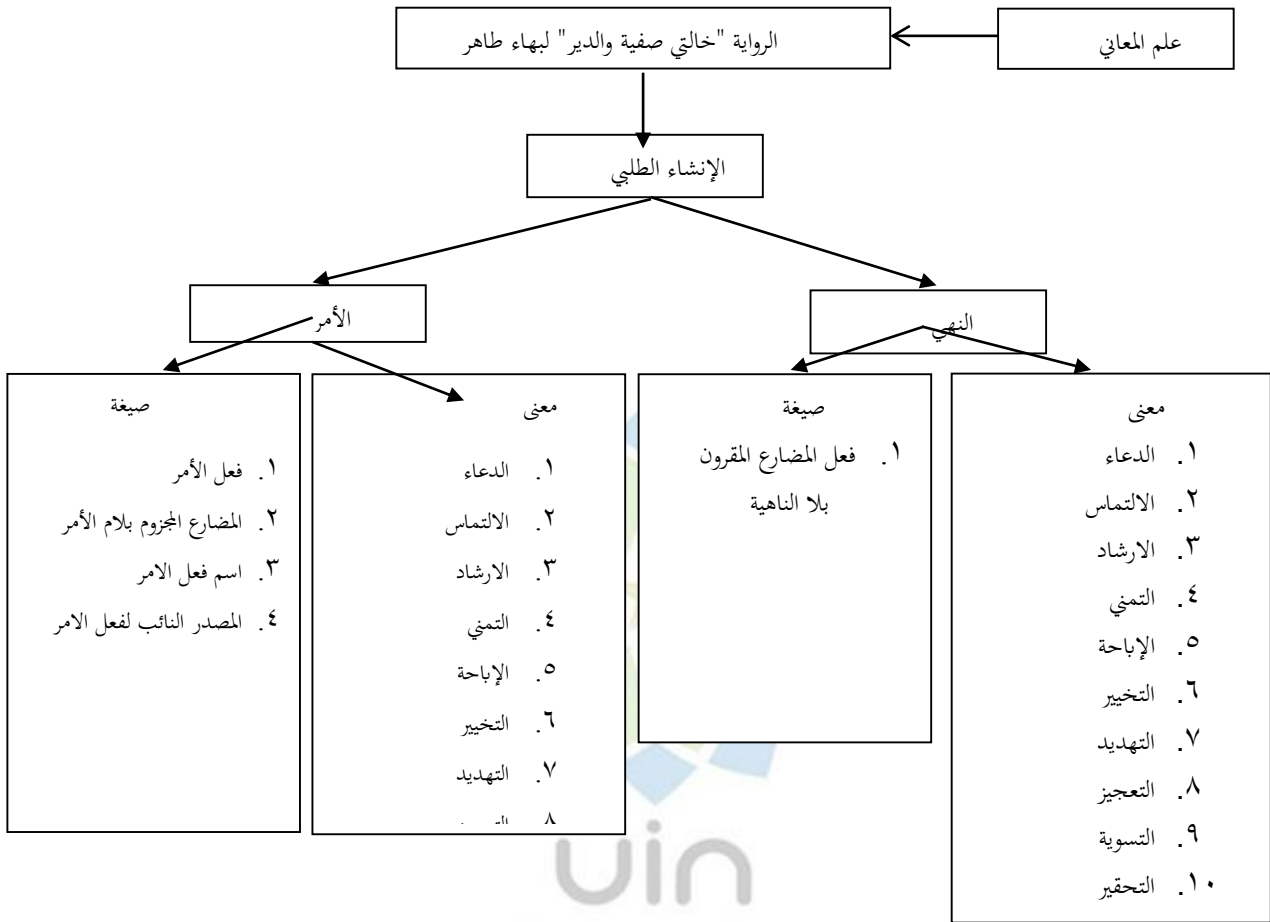 علم المعاني
الرواية "خالتي صفية والدير" لبهاء طاهر
الإنشاء الطلبي
النهي
الأمر
معنى
١. الدعاء
٢. الالتماس
٣. الارشاد
٤. التمني
٥. الإباحة
٦. التخيير
٧. التهديد
٨. التعجيز
٩. التسوية
١٠. التحقير
صيغة
١. فعل المضارع المقرون
بلا الناهية
معنى
١. الدعاء
٢. الالتماس
٣. الارشاد
٤. التمني
٥. الإباحة
٦. التخيير
٧. التهديد
٨.
صيغة
١. فعل الأمر
٢. المضارع المجزوم بلام الأمر
٣. اسم فعل الامر
٤. المصدر النائب لفعل الامر
uin